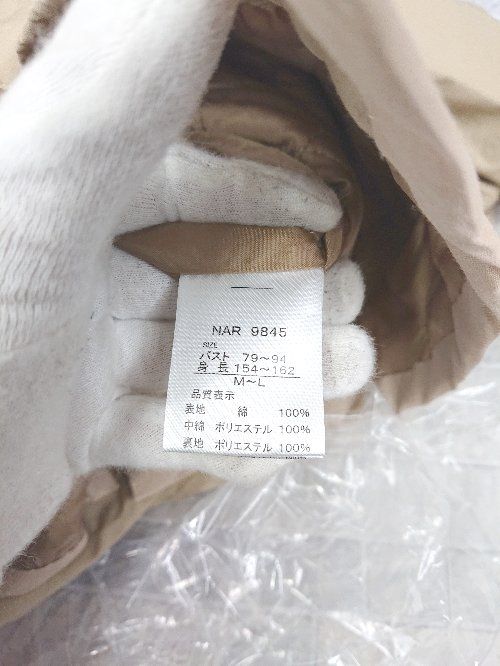 NAR 9845
SIZE
バスト 79～94
身長 154～162
M～L
品質表示
表地 綿 100%
中綿 ポリエステル 100%
裏地 ポリエステル 100%